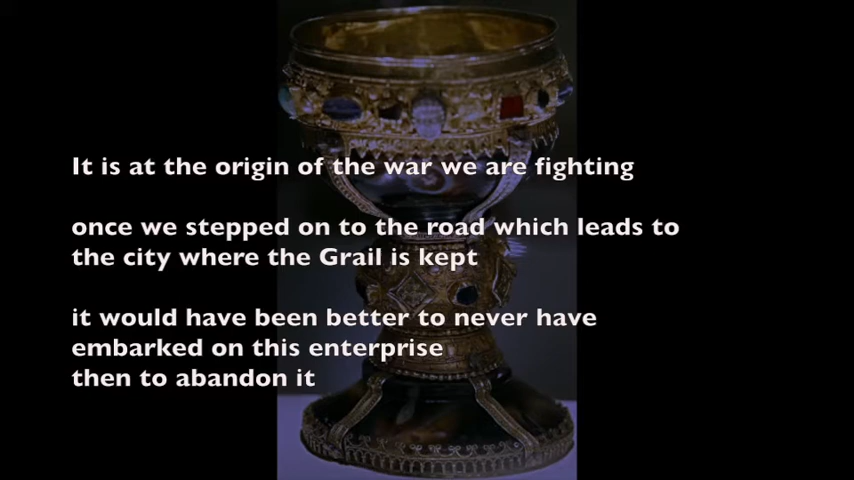 It is at the origin of the war we are fighting
once we stepped on to the road which leads to
the city where the Grail is kept
it would have been better to never have
embarked on this enterprise
then to abandon it